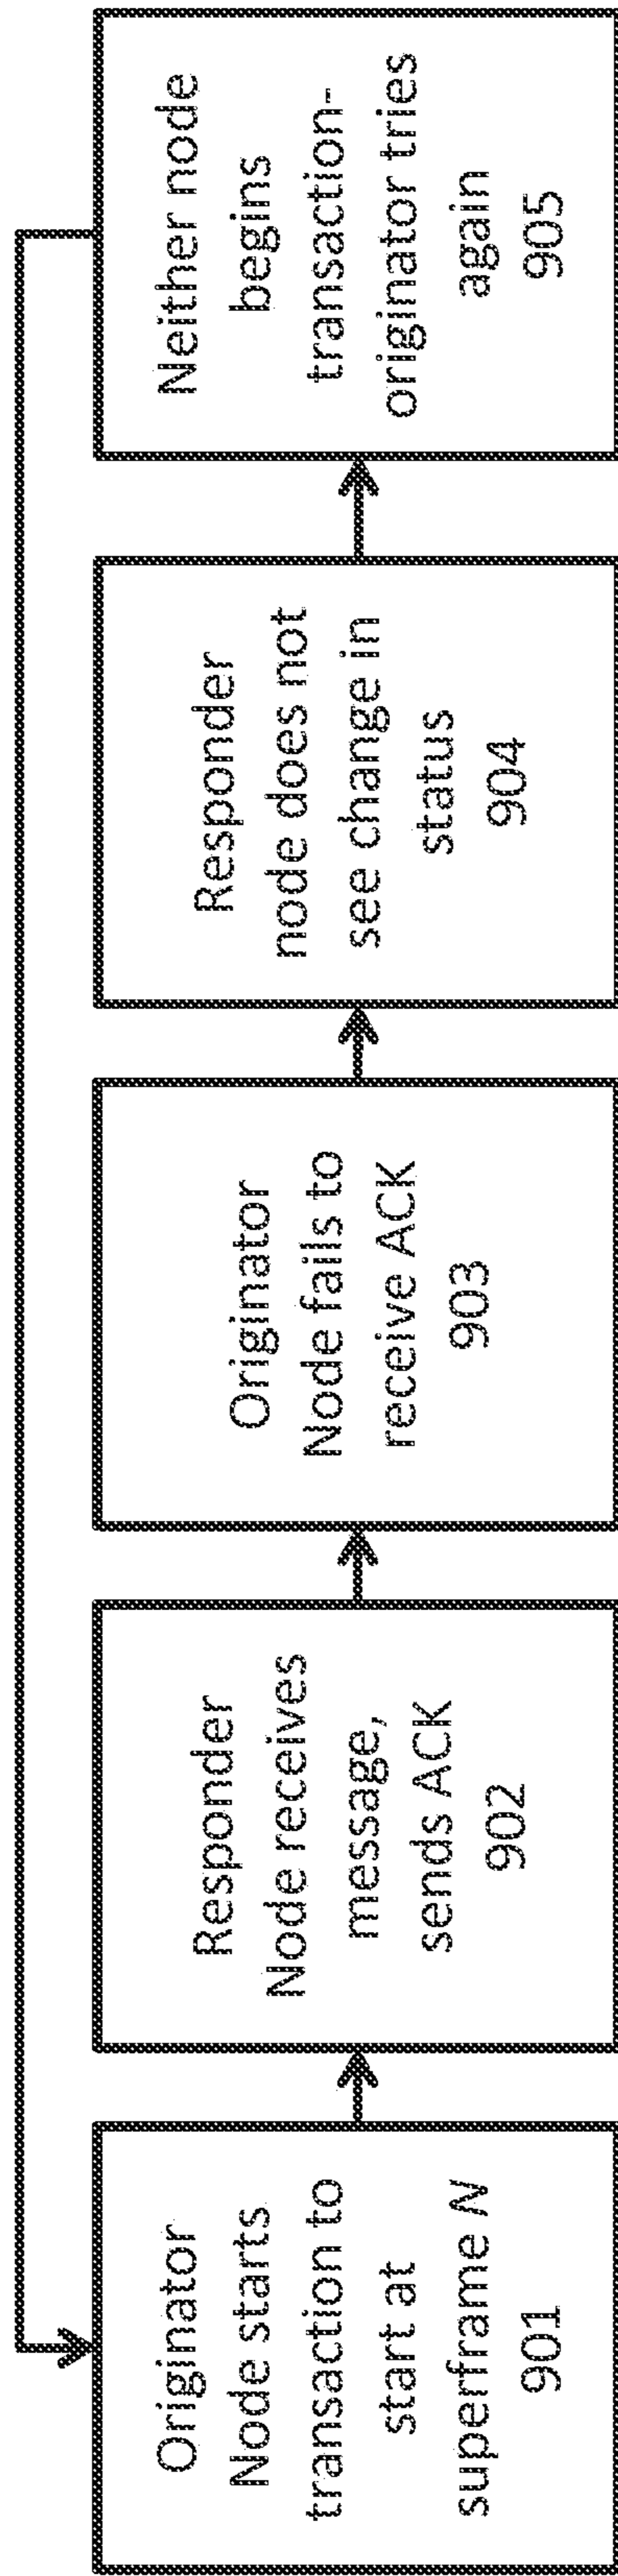 Originator
Node starts
transaction to
start at
superframe N
901
Responder
Node receives
message,
sends ACK
902
Originator
Node fails to
receive ACK
903
Responder
node does not
see change in
status
904
Neither node
begins
transaction-
originator tries
again
905